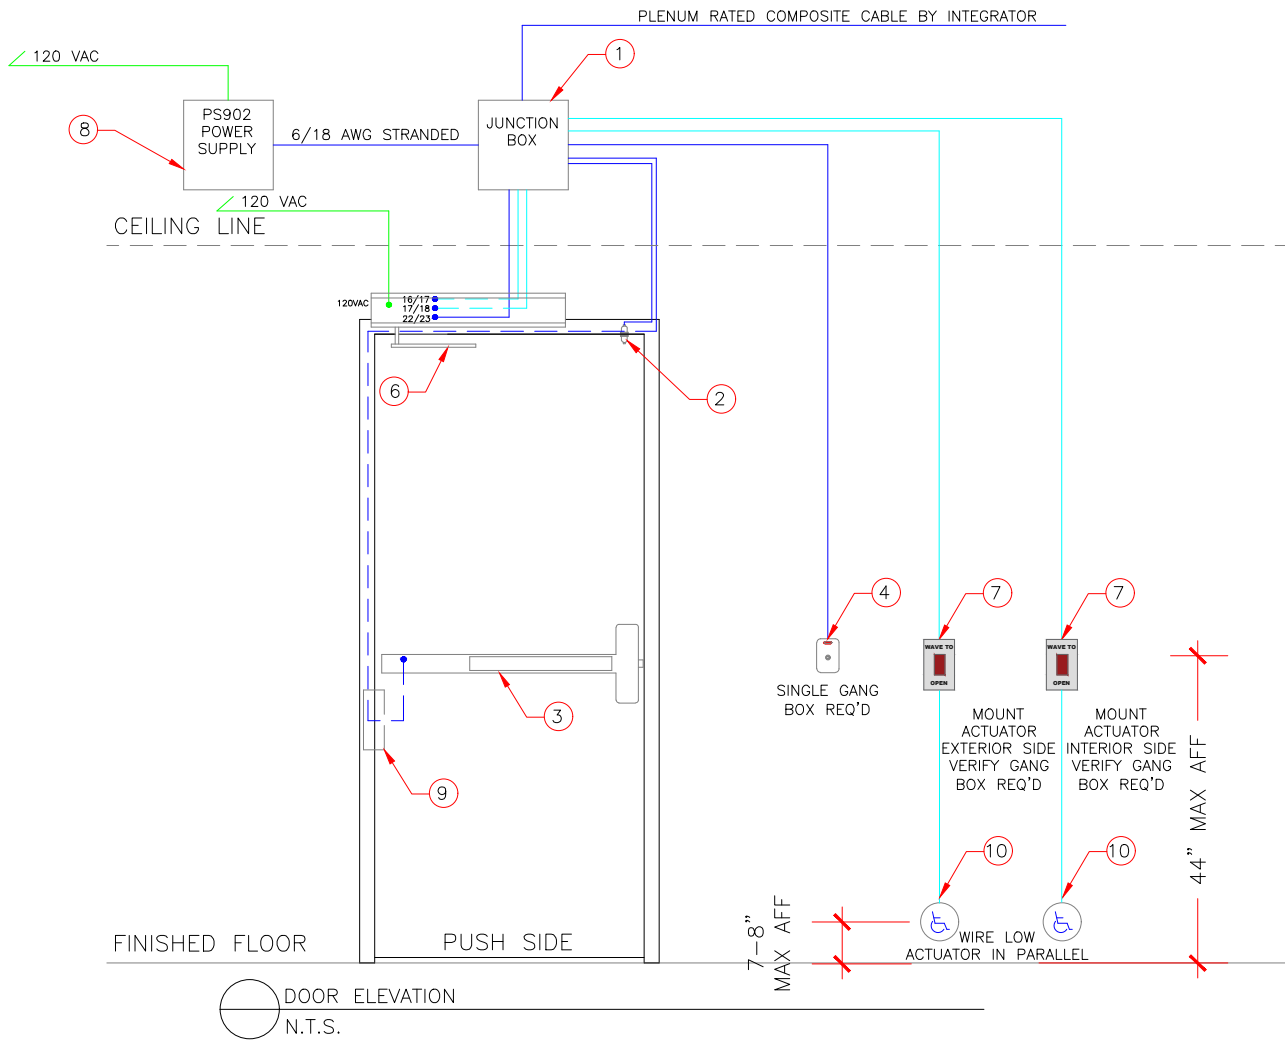 PLENUM RATED COMPOSITE CABLE BY INTEGRATOR
120 VAC
1
PS902
POWER
SUPPLY
8
6/18 AWG STRANDED
JUNCTION
BOX
120 VAC
CEILING LINE
120VAC
16/17
17/18
22/23
6
2
4
7
7
WAVE TO
OPEN
WAVE TO
OPEN
SINGLE GANG
BOX REQ'D
3
9
MOUNT
ACTUATOR
EXTERIOR SIDE
VERIFY GANG
BOX REQ'D
MOUNT
ACTUATOR
INTERIOR SIDE
VERIFY GANG
BOX REQ'D
44" MAX AFF
10
10
7-8"
MAX AFF
WIRE LOW
ACTUATOR IN PARALLEL
FINISHED FLOOR
PUSH SIDE
DOOR ELEVATION
N.T.S.